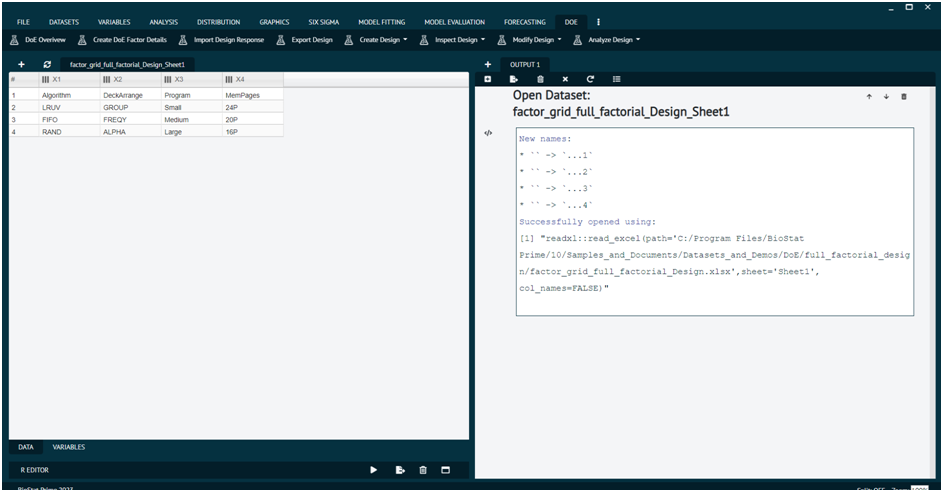 FILE DATASETS VARIABLES ANALYSIS DISTRIBUTION GRAPHICS SIX SIGMA MODEL FITTING MODEL EVALUATION FORECASTING DOE
DoE Overivew Create DoE Factor Details Import Design Response Export Design Create Design Inspect Design Modify Design Analyze Design
factor_grid_full_factorial_Design_Sheet1
# X1 X2 X3 X4
1 Algorithm DeckArrange Program MemPages
2 LRUV GROUP Small 24P
3 FIFO FREQY Medium 20P
4 RAND ALPHA Large 16P
DATA VARIABLES
R EDITOR
OUTPUT 1
Open Dataset:
factor_grid_full_factorial_Design_Sheet1
New names:
* `` -> `...1`
* `` -> `...2`
* `` -> `...3`
* `` -> `...4`
Successfully opened using:
[1] "readxl::read_excel(path='C:/Program Files/BioStat
Prime/10/Samples_and_Documents/Datasets_and_Demos/DoE/full_factorial_desig
n/factor_grid_full_factorial_Design.xlsx',sheet='Sheet1',
col_names=FALSE)"
BioStat Prime 2023